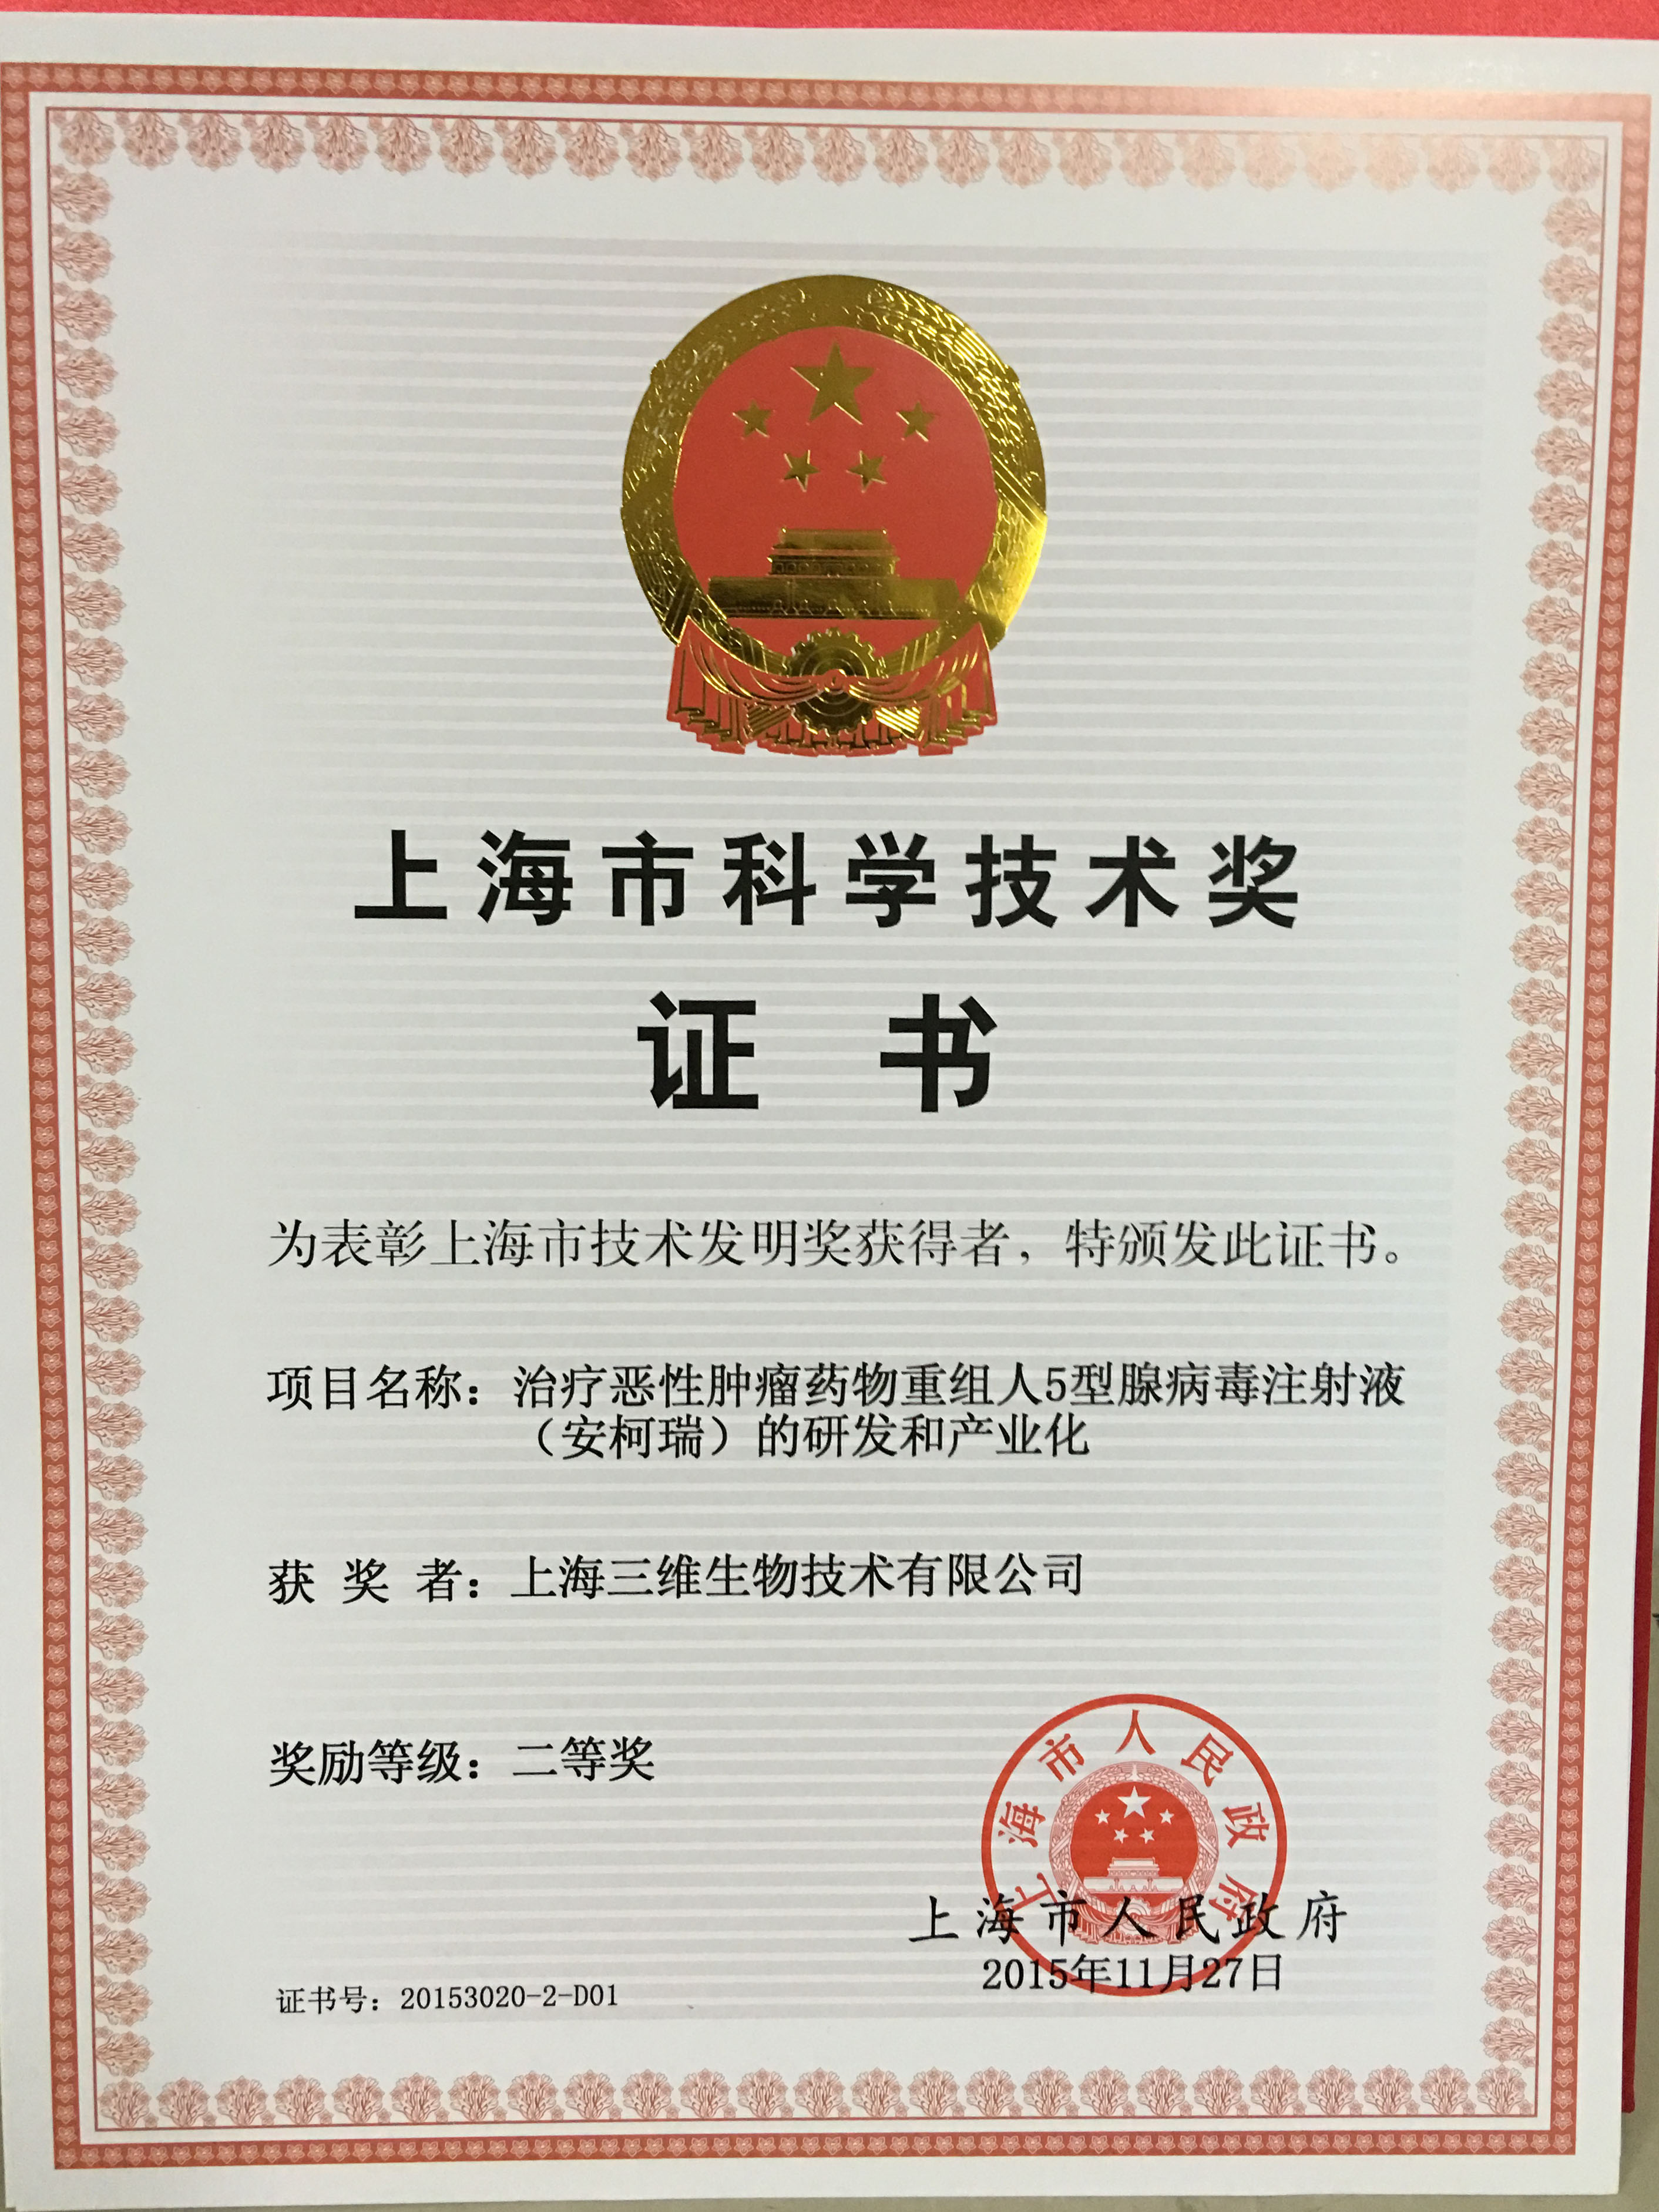 上海市科学技术奖
证 书
为表彰上海市技术发明奖获得者，特颁发此证书。
项目名称：治疗恶性肿瘤药物重组人5型腺病毒注射液
（安柯瑞）的研发和产业化
获 奖 者：上海三维生物技术有限公司
奖励等级：二等奖
上海市人民政府
上海市人民政府
2015年11月27日
证书号：20153020-2-D01